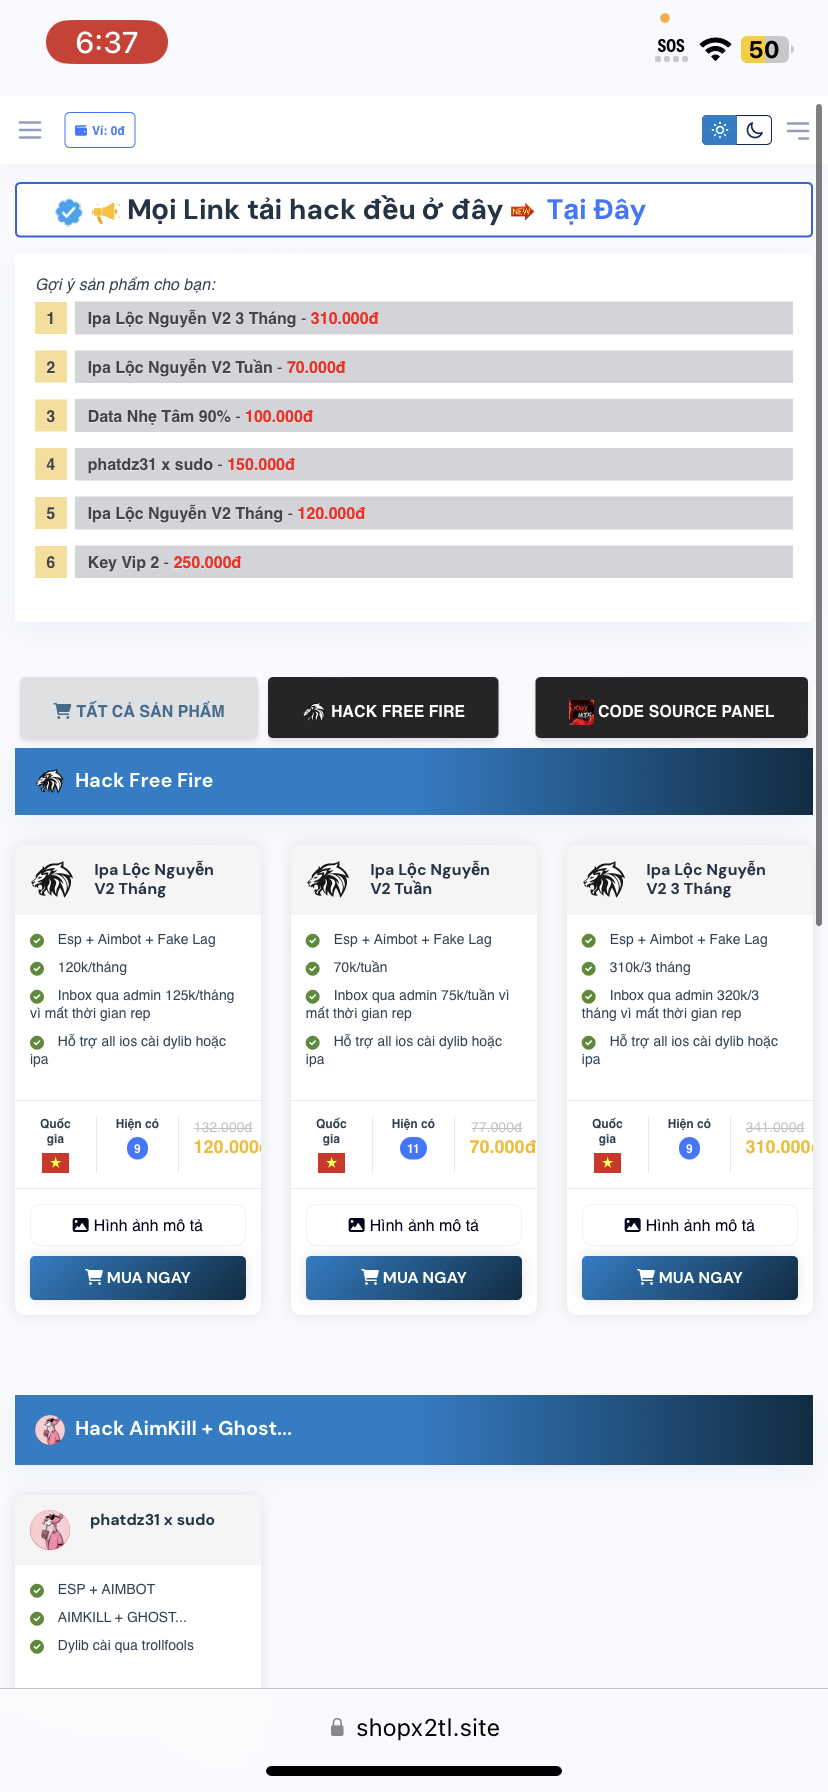 6:37
SOS
50
Ví: 0đ
Mọi Link tải hack đều ở đây NEW Tại Đây
Gợi ý sản phẩm cho bạn:
1 Ipa Lộc Nguyễn V2 3 Tháng - 310.000đ
2 Ipa Lộc Nguyễn V2 Tuần - 70.000đ
3 Data Nhẹ Tâm 90% - 100.000đ
4 phatdz31 x sudo - 150.000đ
5 Ipa Lộc Nguyễn V2 Tháng - 120.000đ
6 Key Vip 2 - 250.000đ
TẤT CẢ SẢN PHẨM
HACK FREE FIRE
CODE SOURCE PANEL
Hack Free Fire
Ipa Lộc Nguyễn
V2 Tháng
Esp + Aimbot + Fake Lag
120k/tháng
Inbox qua admin 125k/tháng
vì mất thời gian rep
Hỗ trợ all ios cài dylib hoặc
ipa
Quốc
gia
Hiện có
9
132.000đ
120.000đ
Hình ảnh mô tả
MUA NGAY
Ipa Lộc Nguyễn
V2 Tuần
Esp + Aimbot + Fake Lag
70k/tuần
Inbox qua admin 75k/tuần vì
mất thời gian rep
Hỗ trợ all ios cài dylib hoặc
ipa
Quốc
gia
Hiện có
11
77.000đ
70.000đ
Hình ảnh mô tả
MUA NGAY
Ipa Lộc Nguyễn
V2 3 Tháng
Esp + Aimbot + Fake Lag
310k/3 tháng
Inbox qua admin 320k/3
tháng vì mất thời gian rep
Hỗ trợ all ios cài dylib hoặc
ipa
Quốc
gia
Hiện có
9
341.000đ
310.000đ
Hình ảnh mô tả
MUA NGAY
Hack AimKill + Ghost...
phatdz31 x sudo
ESP + AIMBOT
AIMKILL + GHOST...
Dylib cài qua trollfools
shopx2tl.site